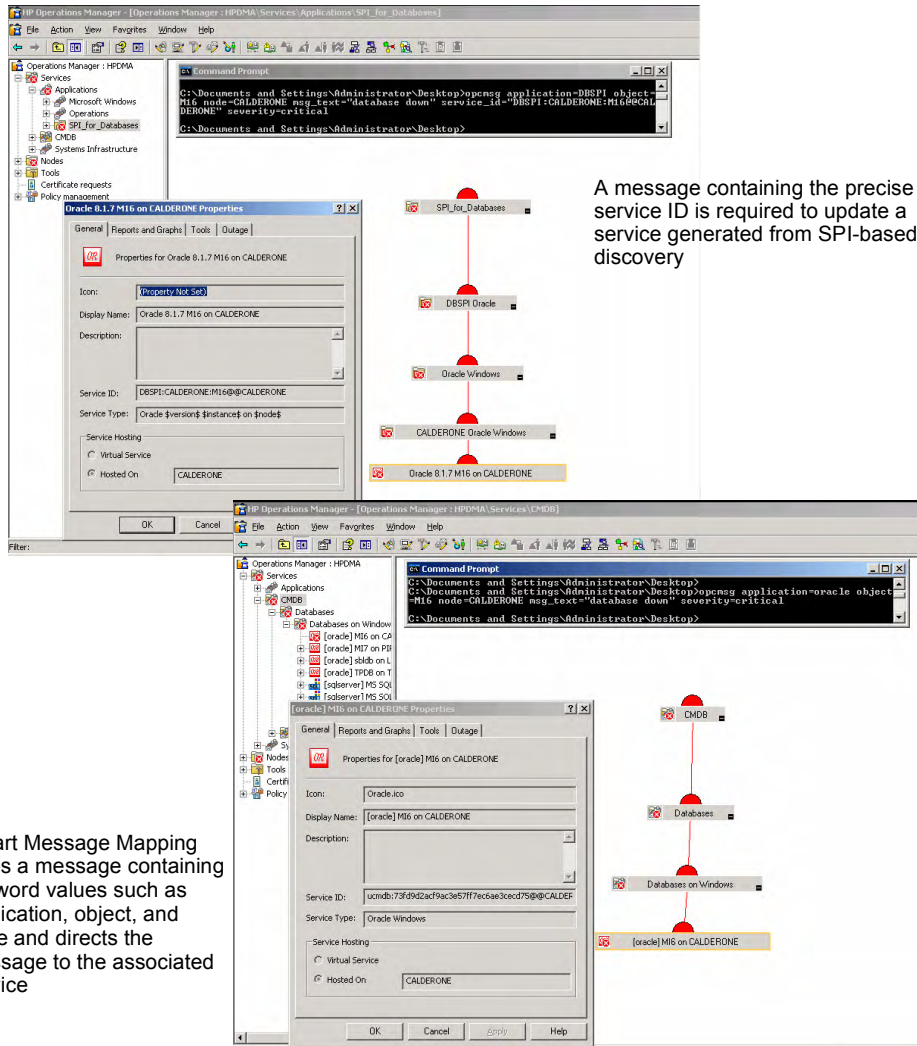 HP Operations Manager - [Operations Manager : HPDMA\Services\Applications\SPI_for_Databases]
File Action View Favorites Window Help
Operations Manager : HPDMA
Services
Applications
Microsoft Windows
Operations
SPI_for_Databases
CMDB
Systems Infrastructure
Nodes
Tools
Certificate requests
Policy management
Command Prompt
C:\Documents and Settings\Administrator\Desktop>opcmsg application=DBSPI object=
M16 node=CALDERONE msg_text="database down" service_id="DBSPI:CALDERONE:M16@@CAL
DERONE" severity=critical
C:\Documents and Settings\Administrator\Desktop>
A message containing the precise
service ID is required to update a
service generated from SPI-based
discovery
SPI_for_Databases
DBSPI Oracle
Oracle Windows
CALDERONE Oracle Windows
Oracle 8.1.7 M16 on CALDERONE
Oracle 8.1.7 M16 on CALDERONE Properties
General Reports and Graphs Tools Outage
Properties for Oracle 8.1.7 M16 on CALDERONE
Icon: (Property Not Set)
Display Name: Oracle 8.1.7 M16 on CALDERONE
Description:
Service ID: DBSPI:CALDERONE:M16@@CALDERONE
Service Type: Oracle $version$ $instance$ on $node$
Service Hosting
Virtual Service
Hosted On CALDERONE
OK Cancel
Filter:
HP Operations Manager - [Operations Manager : HPDMA\Services\CMDB]
File Action View Favorites Window Help
Operations Manager : HPDMA
Services
Applications
CMDB
Databases
Databases on Window
[oracle] MI6 on CA
[oracle] MI7 on PI
[oracle] sbldb on L
[oracle] TPDB on T
[sqlserver] MS SQL
[sqlserver] MS SQL
Sy
Nodes
Tools
Certifi
Policy
Command Prompt
C:\Documents and Settings\Administrator\Desktop>
C:\Documents and Settings\Administrator\Desktop>opcmsg application=oracle object
=M16 node=CALDERONE msg_text="database down" severity=critical
C:\Documents and Settings\Administrator\Desktop>
CMDB
Databases
Databases on Windows
[oracle] MI6 on CALDERONE
[oracle] MI6 on CALDERONE Properties
General Reports and Graphs Tools Outage
Properties for [oracle] MI6 on CALDERONE
Icon: Oracle.ico
Display Name: [oracle] MI6 on CALDERONE
Description:
Service ID: ucmdb:73fd9d2acf9ac3e57ff7ec6ae3cecd75@@CALDEF
Service Type: Oracle Windows
Service Hosting
Virtual Service
Hosted On CALDERONE
OK Cancel Apply Help
art Message Mapping
es a message containing
word values such as
lication, object, and
e and directs the
ssage to the associated
vice